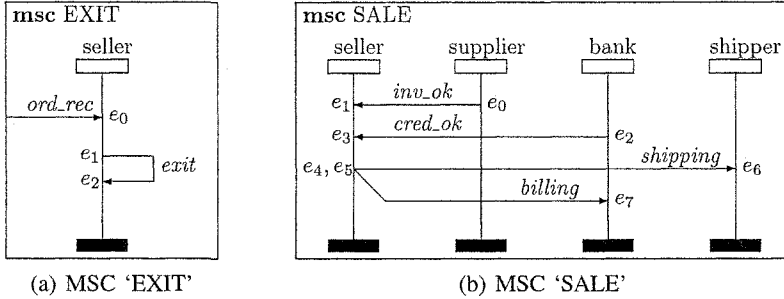 msc EXIT
seller
ord_rec
e0
e1
e2
exit
(a) MSC 'EXIT'
msc SALE
seller supplier bank shipper
e1 inv_ok e0
e3 cred_ok e2
e4, e5 shipping e6
billing e7
(b) MSC 'SALE'